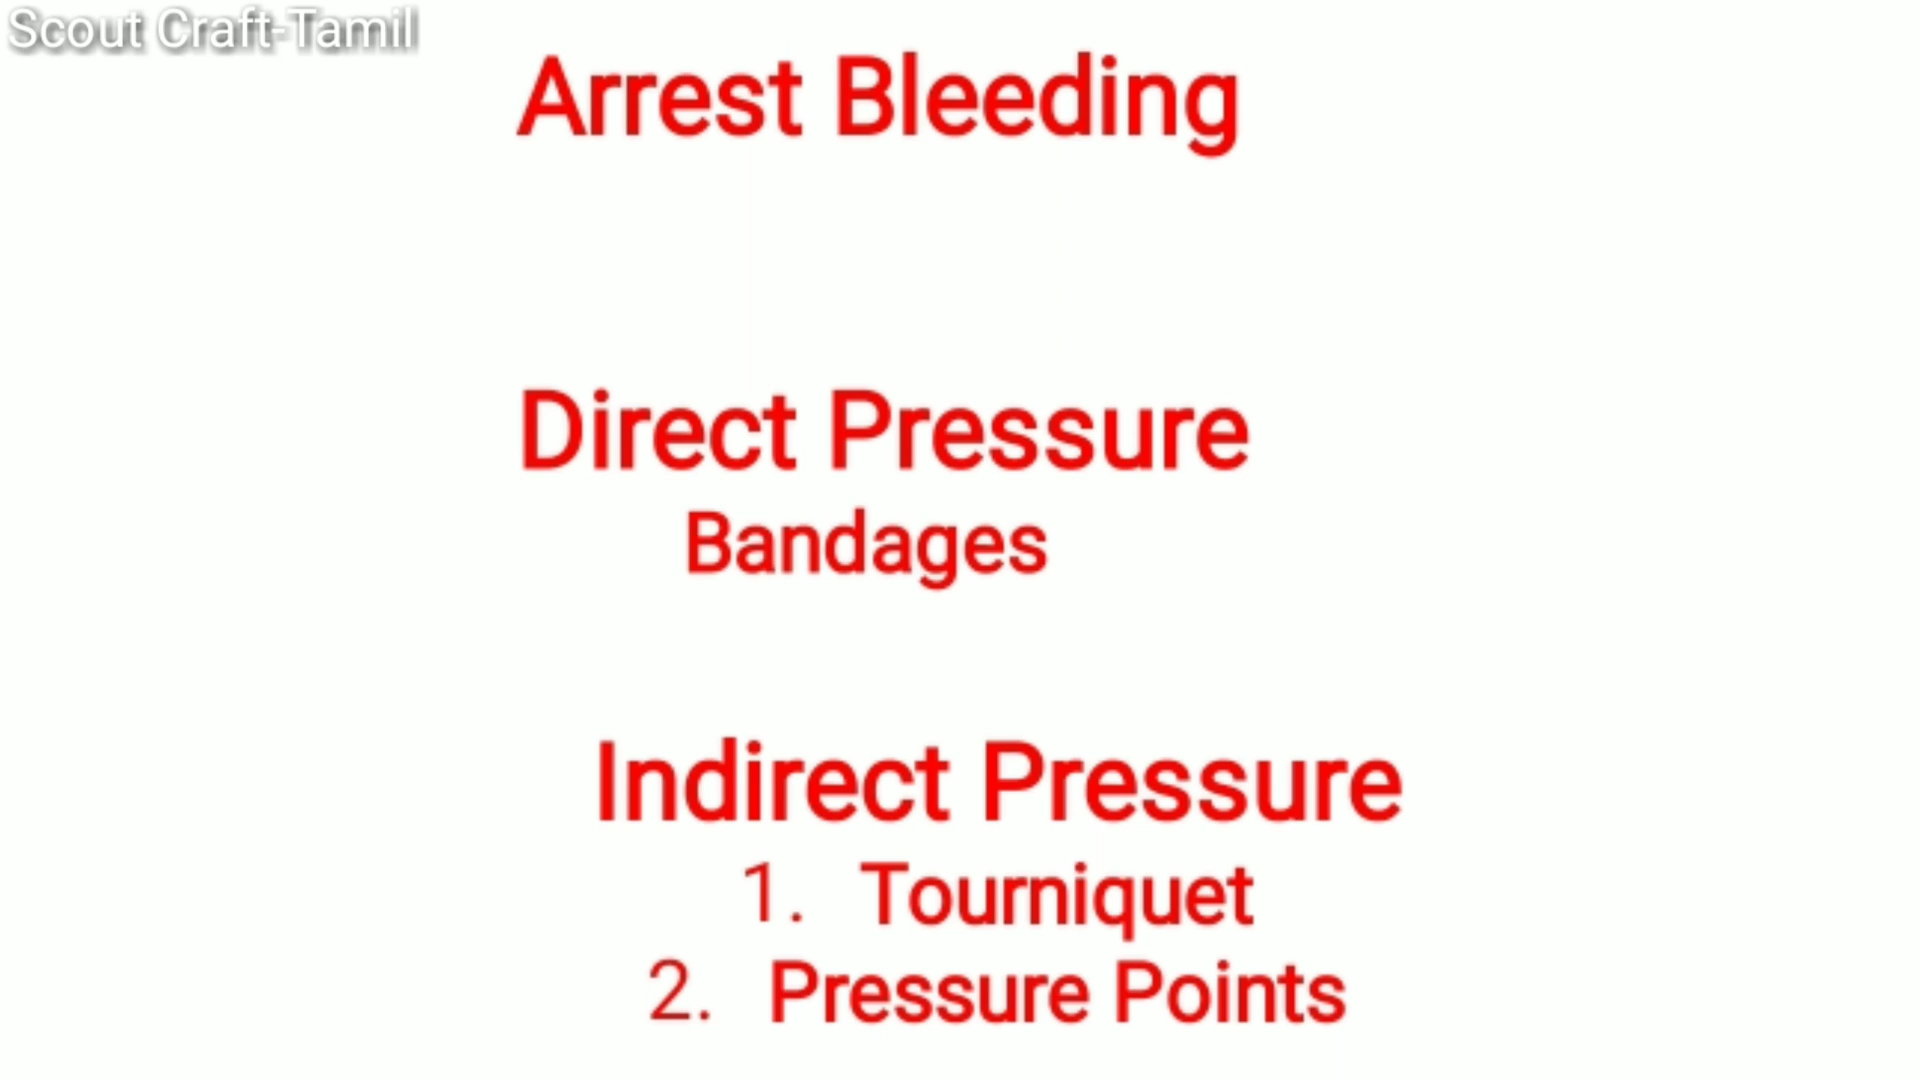 Scout Craft-Tamil
Arrest Bleeding
Direct Pressure
Bandages
Indirect Pressure
1. Tourniquet
2. Pressure Points